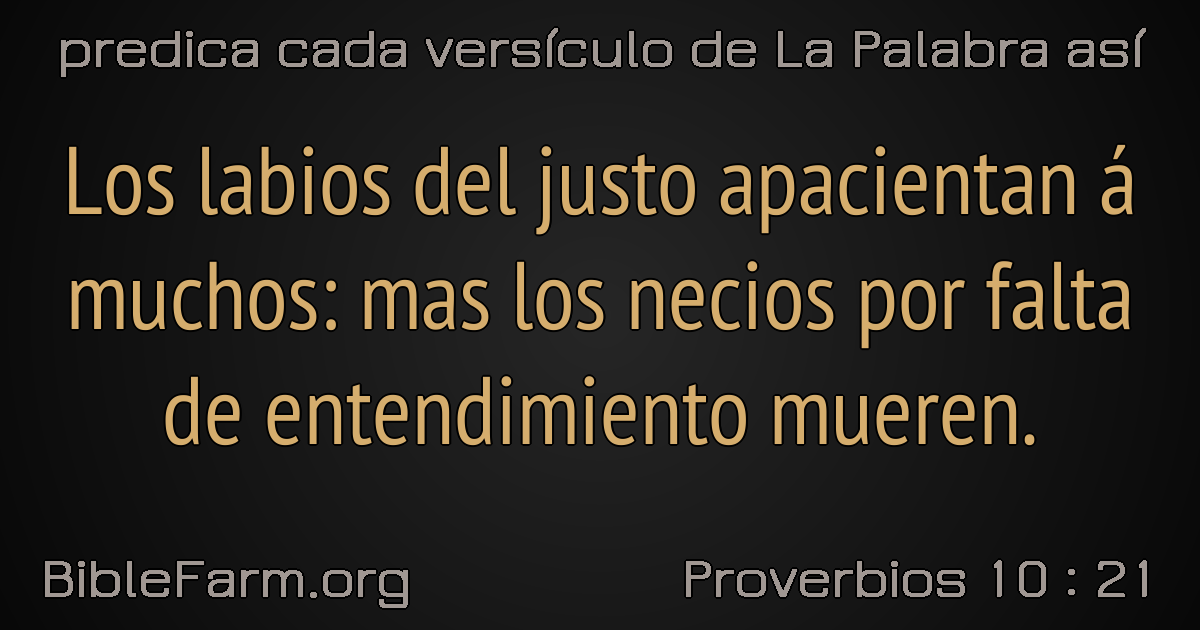 predica cada versículo de La Palabra así
Los labios del justo apacientan á
muchos: mas los necios por falta
de entendimiento mueren.
BibleFarm.org
Proverbios 10 : 21